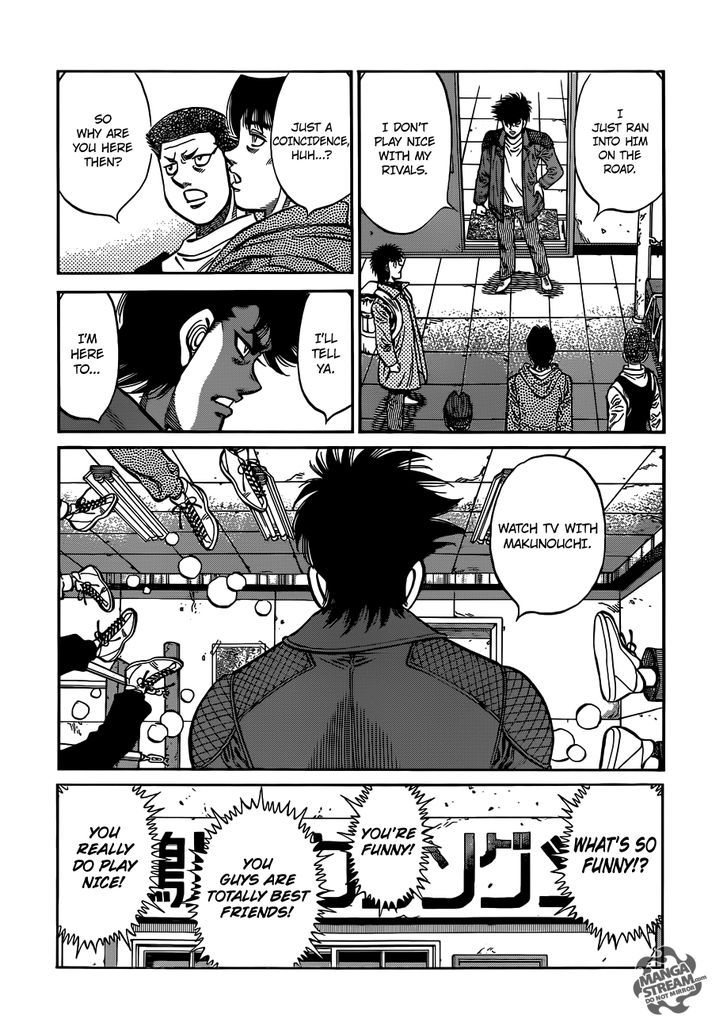 I
JUST RAN
INTO HIM
ON THE
ROAD.
I DON'T
PLAY NICE
WITH MY
RIVALS.
JUST A
COINCIDENCE,
HUH...?
SO
WHY ARE
YOU HERE
THEN?
I'LL
TELL
YA.
I'M
HERE
TO...
WATCH TV WITH
MAKUNOUCHI.
WHAT'S SO
FUNNY!?
YOU'RE
FUNNY!
YOU
GUYS ARE
TOTALLY BEST
FRIENDS!
YOU
REALLY
DO PLAY
NICE!
MANGA
STREAM.com
DO NOT MIRROR